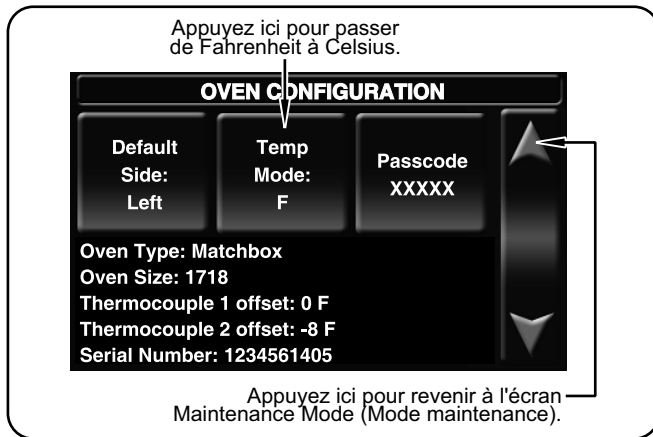 Appuyez ici pour passer
de Fahrenheit à Celsius.
OVEN CONFIGURATION
Default
Side:
Left
Temp
Mode:
F
Passcode
XXXXX
Oven Type: Matchbox
Oven Size: 1718
Thermocouple 1 offset: 0 F
Thermocouple 2 offset: -8 F
Serial Number: 1234561405
Appuyez ici pour revenir à l'écran
Maintenance Mode (Mode maintenance).